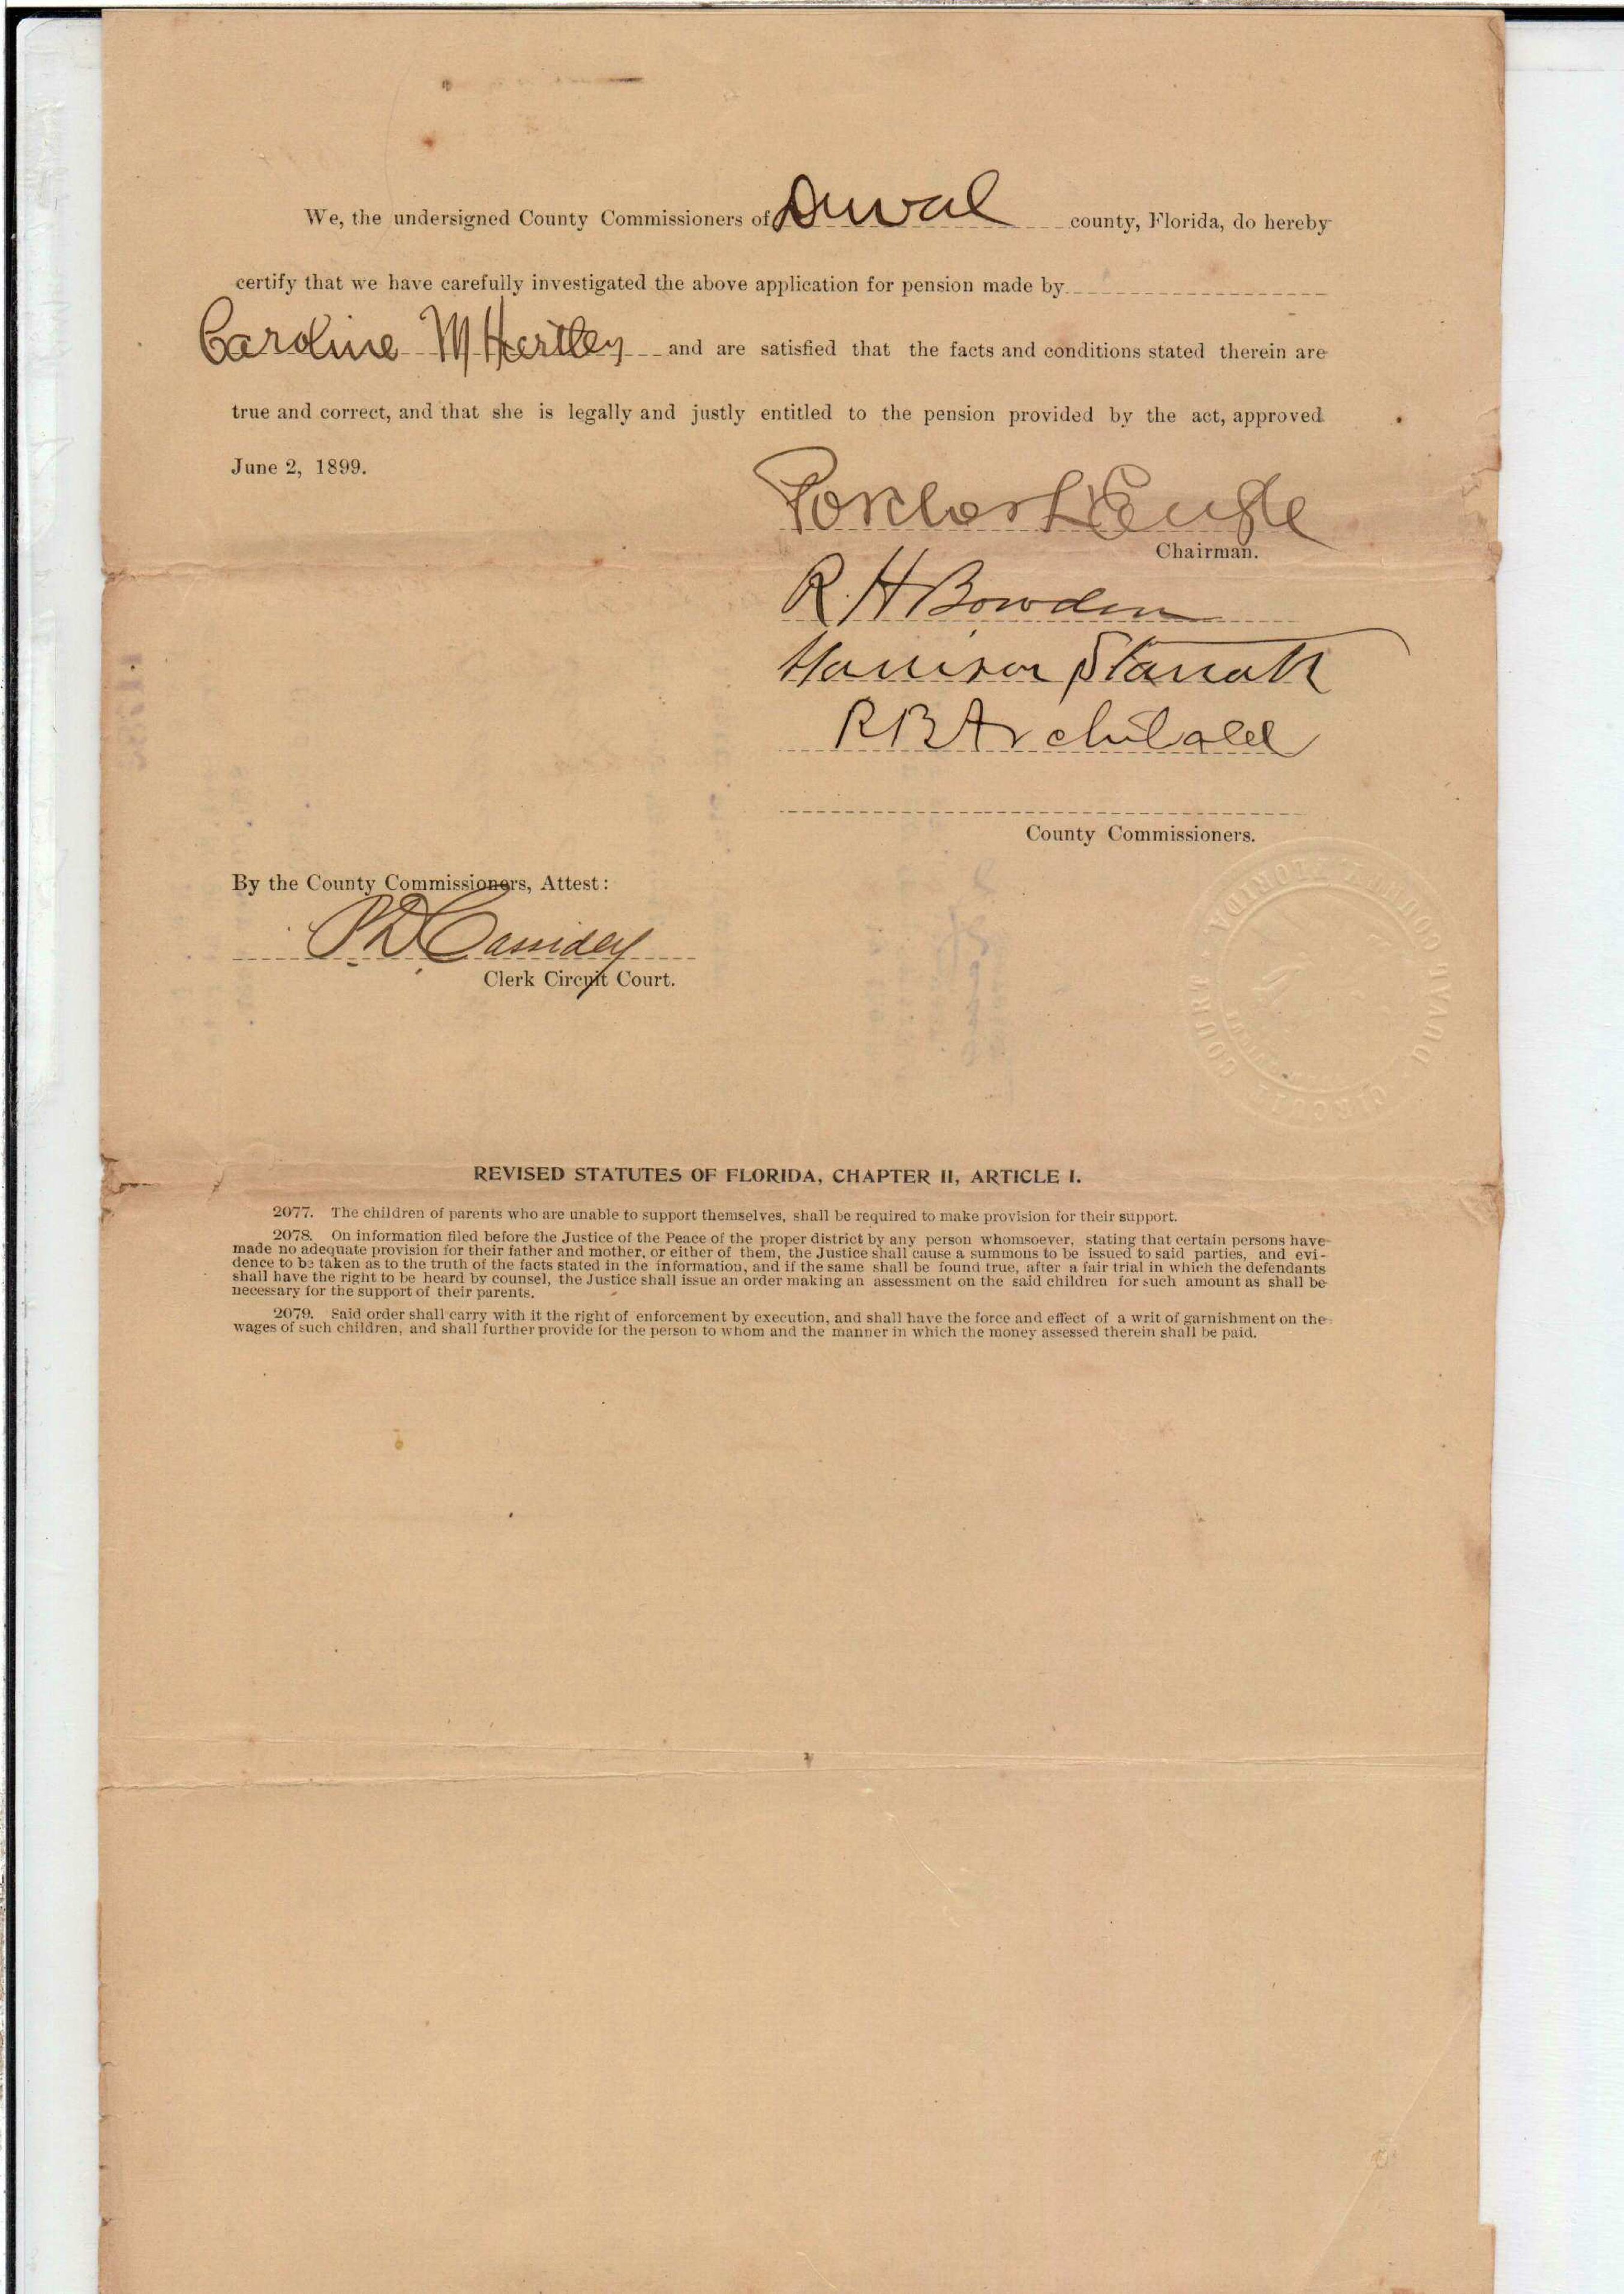 We, the undersigned County Commissioners of Duval county, Florida, do hereby
certify that we have carefully investigated the above application for pension made by
Caroline M Hartley and are satisfied that the facts and conditions stated therein are
true and correct, and that she is legally and justly entitled to the pension provided by the act, approved
June 2, 1899.
Porcher L'Engle
Chairman.
R. H Bowden
Harrison
R B Archibald
County Commissioners.
By the County Commissioners, Attest:
P. D. Cassidey
Clerk Circuit Court.
DUVAL COUNTY FLORIDA
CIRCUIT COURT
REVISED STATUTES OF FLORIDA, CHAPTER II, ARTICLE I.
2077. The children of parents who are unable to support themselves, shall be required to make provision for their support.
2078. On information filed before the Justice of the Peace of the proper district by any person whomsoever, stating that certain persons have
made no adequate provision for their father and mother, or either of them, the Justice shall cause a summons to be issued to said parties, and evi-
dence to be taken as to the truth of the facts stated in the information, and if the same shall be found true, after a fair trial in which the defendants
shall have the right to be heard by counsel, the Justice shall issue an order making an assessment on the said children for such amount as shall be
necessary for the support of their parents.
2079. Said order shall carry with it the right of enforcement by execution, and shall have the force and effect of a writ of garnishment on the
wages of such children, and shall further provide for the person to whom and the manner in which the money assessed therein shall be paid.